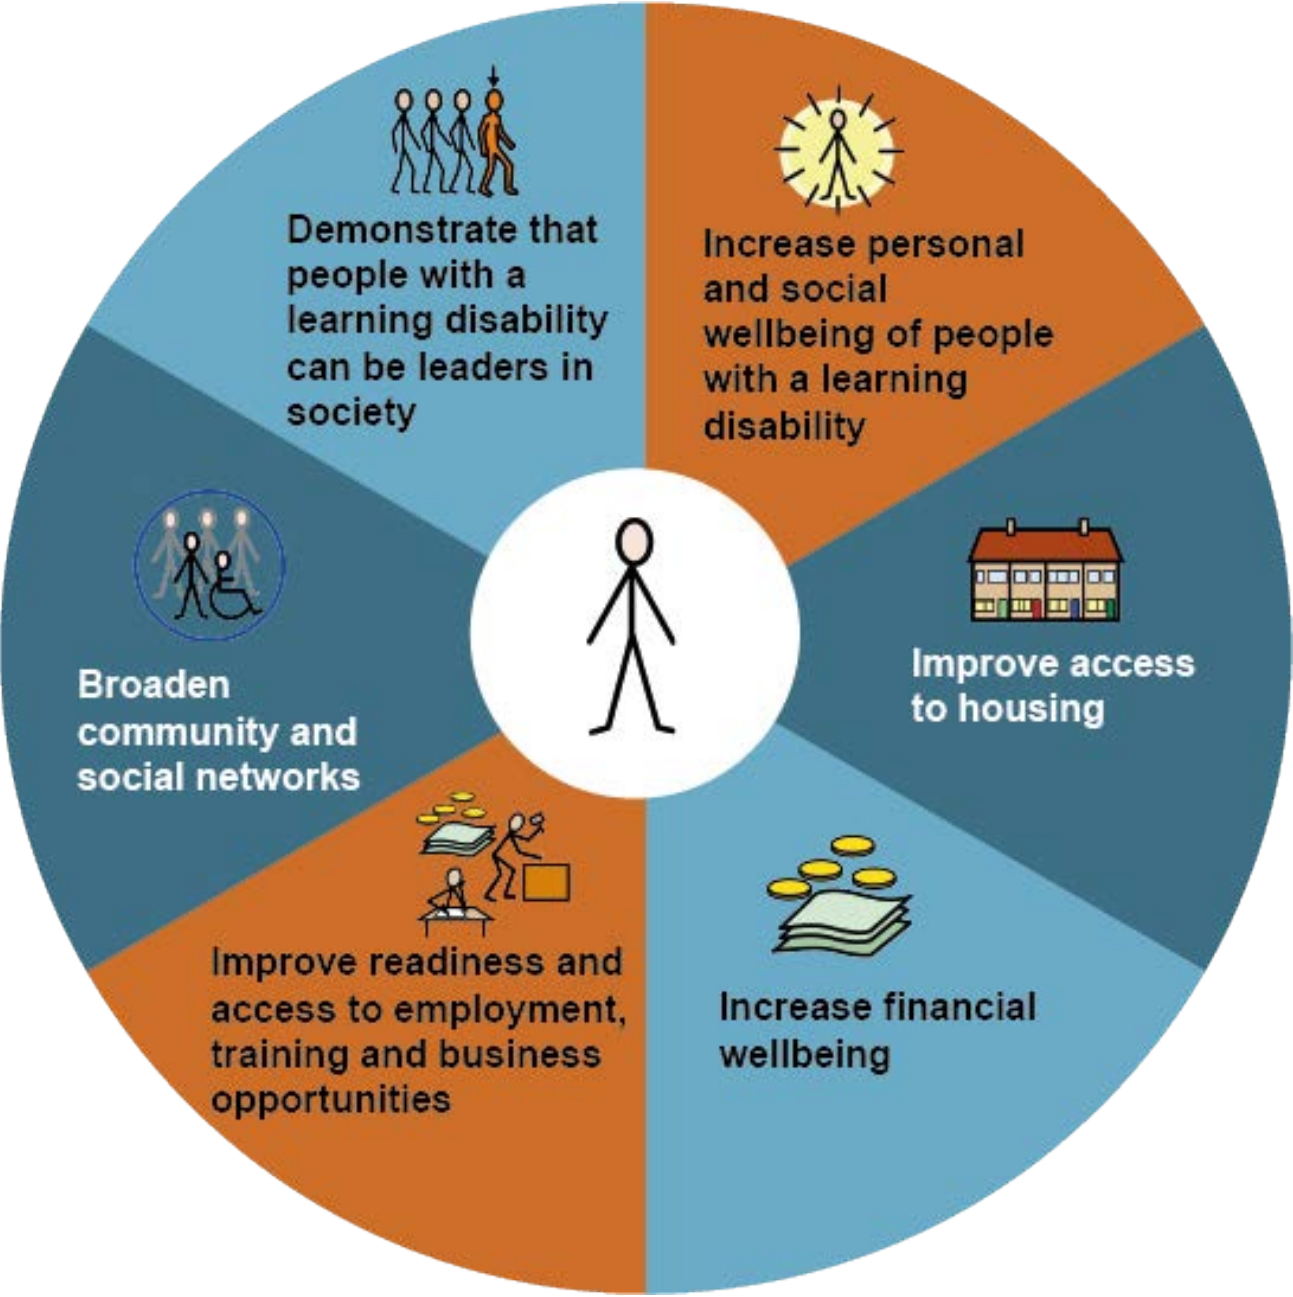 Demonstrate that
people with a
learning disability
can be leaders in
society
Increase personal
and social
wellbeing of people
with a learning
disability
Improve access
to housing
Increase financial
wellbeing
Improve readiness and
access to employment,
training and business
opportunities
Broaden
community and
social networks